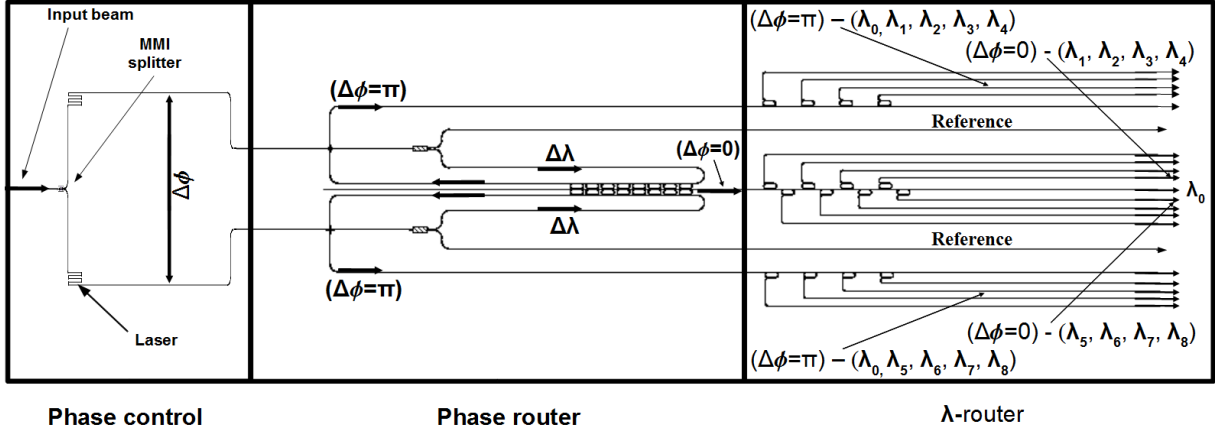 Input beam
MMI
splitter
Δϕ
Laser
Phase control
(Δϕ=π)
Δλ
(Δϕ=0)
Δλ
(Δϕ=π)
Phase router
(Δϕ=π) – (λ0, λ1, λ2, λ3, λ4)
(Δϕ=0) - (λ1, λ2, λ3, λ4)
Reference
λ0
Reference
(Δϕ=0) - (λ5, λ6, λ7, λ8)
(Δϕ=π) – (λ0, λ5, λ6, λ7, λ8)
λ-router